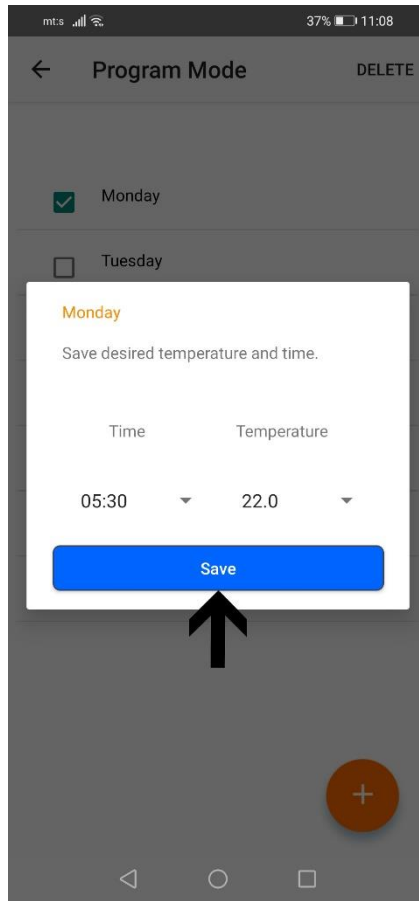 mt:s 37% 11:08
Program Mode DELETE
Monday
Tuesday
Monday
Save desired temperature and time.
Time Temperature
05:30 22.0
Save